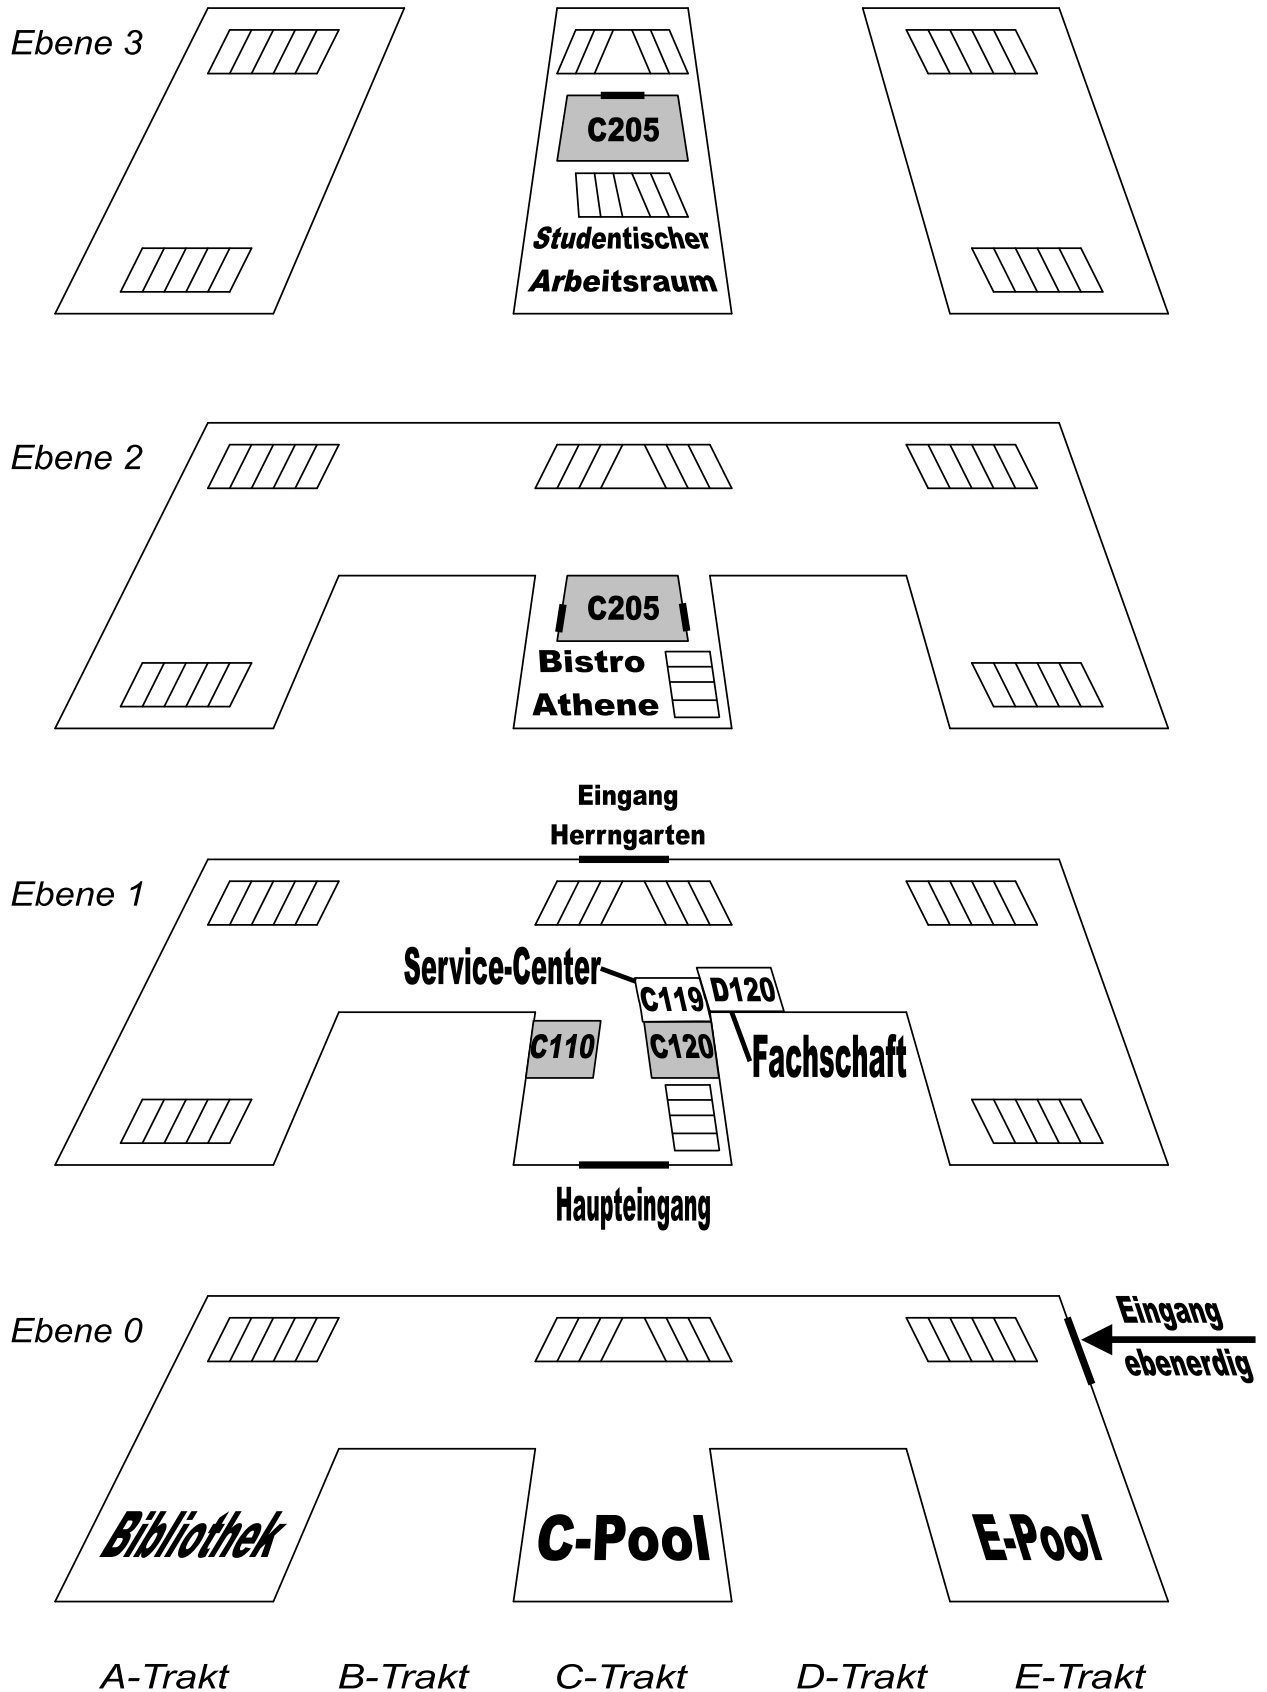 Ebene 3
C205
Studentischer
Arbeitsraum
Ebene 2
C205
Bistro
Athene
Eingang
Herrngarten
Ebene 1
Service-Center
C119
D120
C110
C120
Fachschaft
Haupteingang
Ebene 0
Eingang
ebenerdig
Bibliothek
C-Pool
E-Pool
A-Trakt B-Trakt C-Trakt D-Trakt E-Trakt